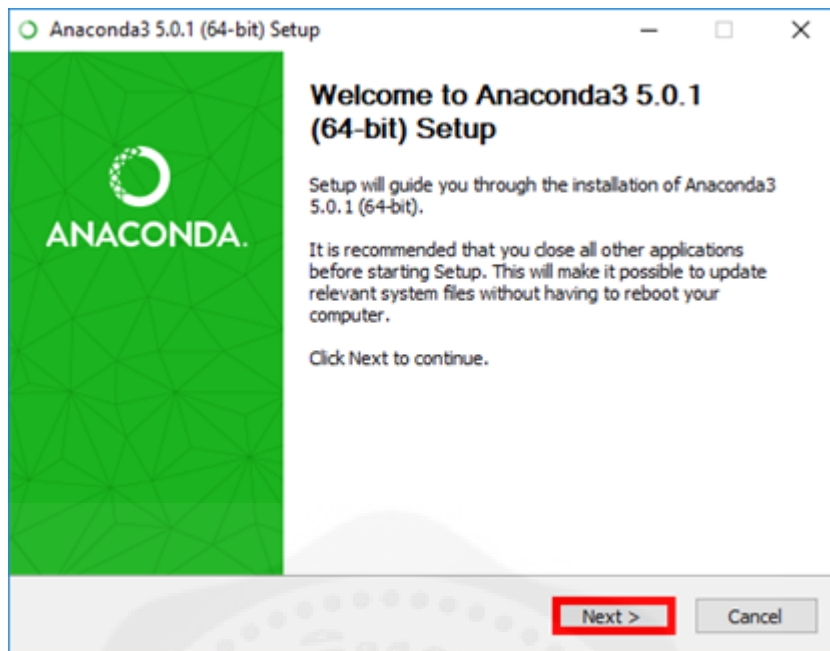 Anaconda3 5.0.1 (64-bit) Setup
Welcome to Anaconda3 5.0.1
(64-bit) Setup
Setup will guide you through the installation of Anaconda3
5.0.1 (64-bit).
It is recommended that you close all other applications
before starting Setup. This will make it possible to update
relevant system files without having to reboot your
computer.
Click Next to continue.
ANACONDA.
Next >
Cancel